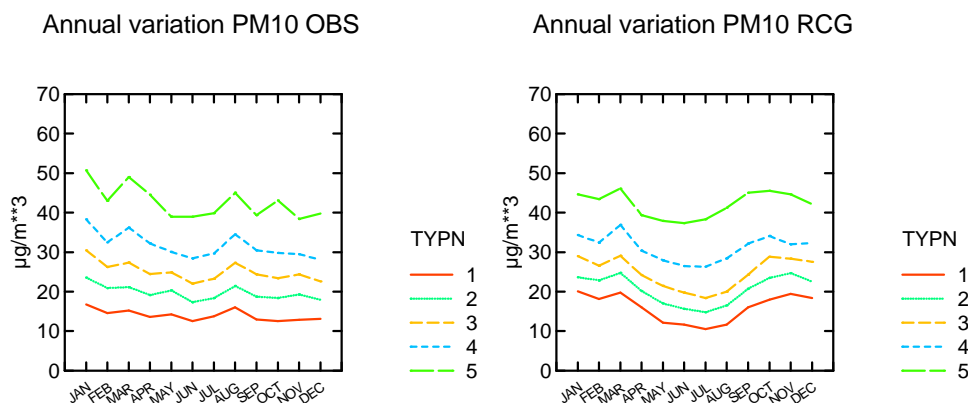 Annual variation PM10 OBS
70
60
50
40
30
20
10
0
µg/m**3
JAN
FEB
MAR
APR
MAY
JUN
JUL
AUG
SEP
OCT
NOV
DEC
TYPN
1
2
3
4
5
Annual variation PM10 RCG
70
60
50
40
30
20
10
0
µg/m**3
JAN
FEB
MAR
APR
MAY
JUN
JUL
AUG
SEP
OCT
NOV
DEC
TYPN
1
2
3
4
5